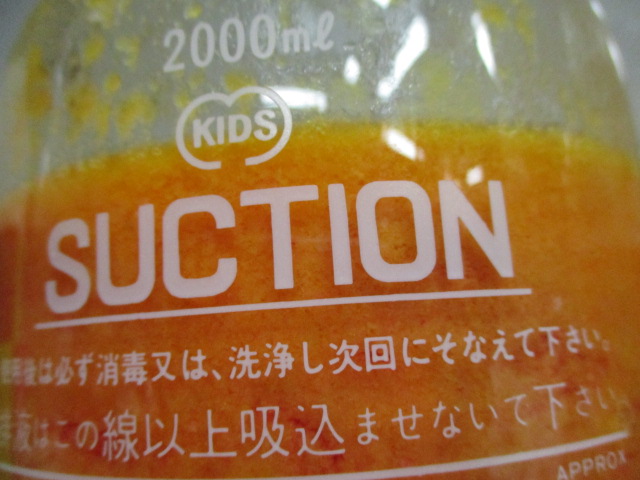 2000mℓ
KIDS
SUCTION
使用後は必ず消毒又は、洗浄し次回にそなえて下さい。
液はこの線以上吸込ませないで下さい。
APPROX